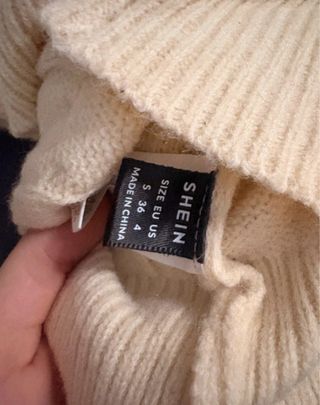 SHEIN
SIZE EU US
S 36 4
MADE IN CHINA